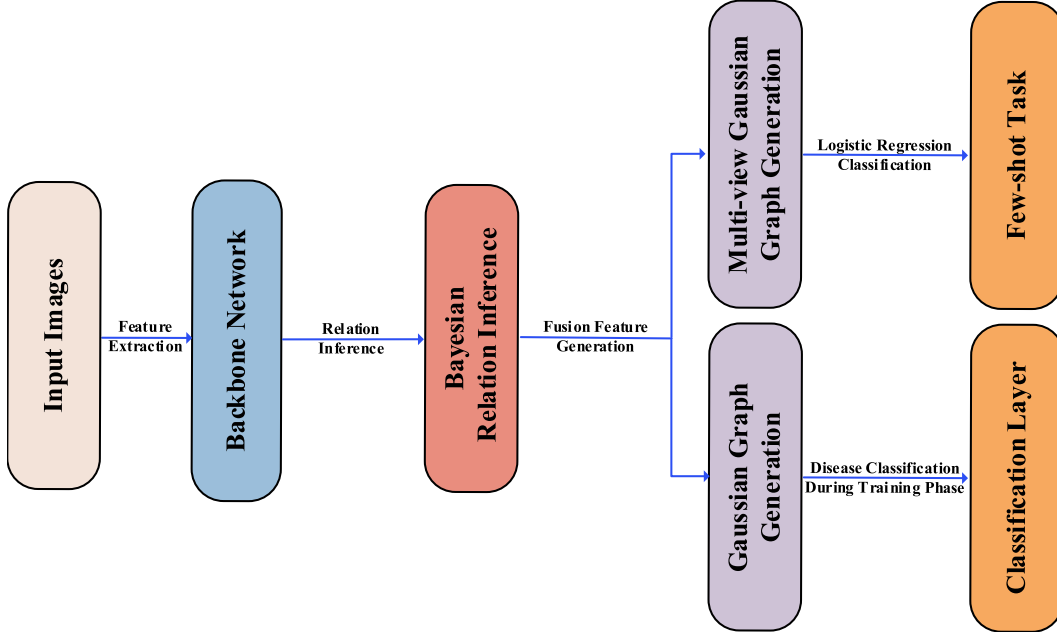 Input Images
Feature
Extraction
Backbone Network
Relation
Inference
Bayesian
Relation Inference
Fusion Feature
Generation
Multi-view Gaussian
Graph Generation
Logistic Regression
Classification
Few-shot Task
Gaussian Graph
Generation
Disease Classification
During Training Phase
Classification Layer